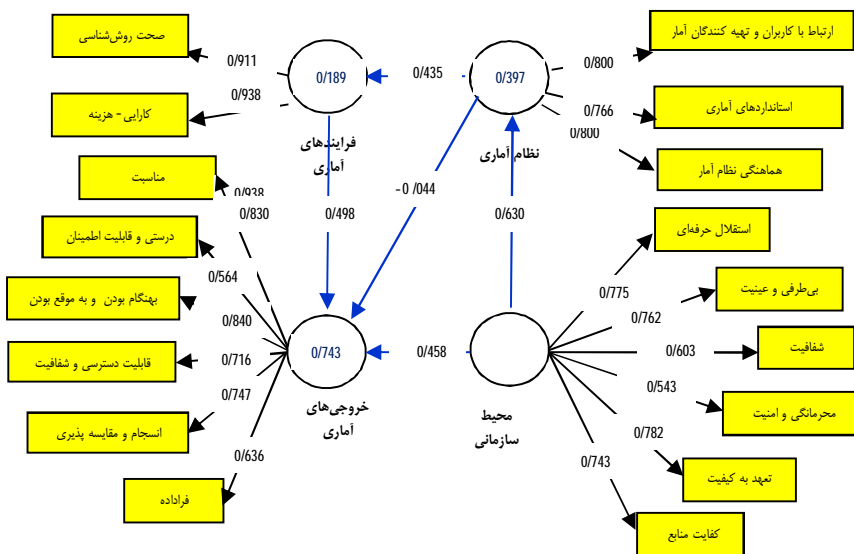 صحت روش‌شناسی
ارتباط با کاربران و تهیه کنندگان آمار
0/911
0/189
0/435
0/397
0/800
کارایی - هزینه
0/938
0/766
استانداردهای آماری
0/800
فرایندهای
آماری
نظام آماری
هماهنگی نظام آمار
مناسبت
0/938
-0/044
0/830
0/498
0/630
استقلال حرفه‌ای
درستی و قابلیت اطمینان
0/564
0/775
بی‌طرفی و عینیت
بهنگام بودن و به موقع بودن
0/840
0/762
قابلیت دسترسی و شفافیت
0/716
0/743
0/458
0/603
شفافیت
0/747
0/543
محرمانگی و امنیت
خروجی‌های
آماری
محیط
سازمانی
انسجام و مقایسه پذیری
0/782
0/636
0/743
تعهد به کیفیت
فراداده
کفایت منابع